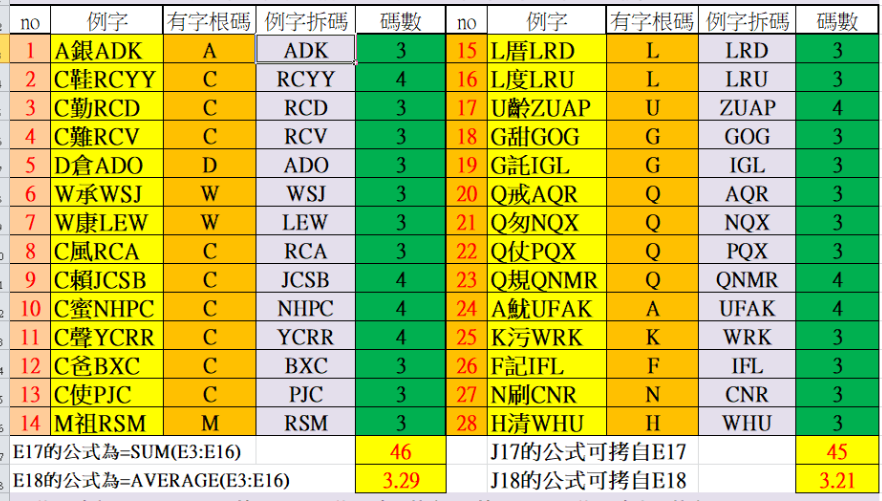 no 例字 有字根碼 例字拆碼 碼數 no 例字 有字根碼 例字拆碼 碼數
1 A銀ADK A ADK 3 15 L厝LRD L LRD 3
2 C鞋RCYY C RCYY 4 16 L度LRU L LRU 3
3 C勤RCD C RCD 3 17 U齡ZUAP U ZUAP 4
4 C難RCV C RCV 3 18 G甜GOG G GOG 3
5 D倉ADO D ADO 3 19 G託IGL G IGL 3
6 W承WSJ W WSJ 3 20 Q戒AQR Q AQR 3
7 W康LEW W LEW 3 21 Q匆NQX Q NQX 3
8 C風RCA C RCA 3 22 Q仗PQX Q PQX 3
9 C賴JCSB C JCSB 4 23 Q規QNMR Q QNMR 4
10 C蜜NHPC C NHPC 4 24 A魷UFAK A UFAK 4
11 C聲YCRR C YCRR 4 25 K污WRK K WRK 3
12 C爸BXC C BXC 3 26 F記IFL F IFL 3
13 C使PJC C PJC 3 27 N刷CNR N CNR 3
14 M祖RSM M RSM 3 28 H清WHU H WHU 3
E17的公式為=SUM(E3:E16) 46 J17的公式可拷自E17 45
E18的公式為=AVERAGE(E3:E16) 3.29 J18的公式可拷自E18 3.21